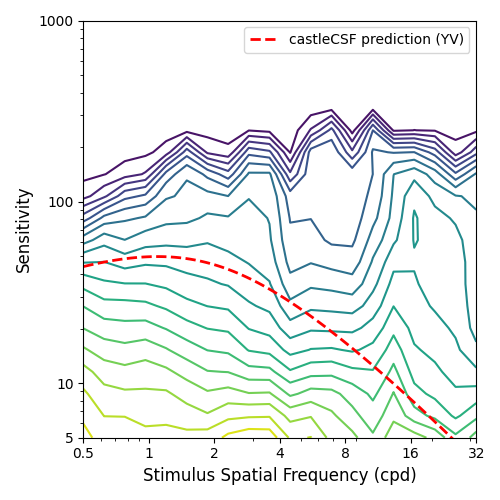 castleCSF prediction (YV)
1000
100
10
5
Sensitivity
0.5 1 2 4 8 16 32
Stimulus Spatial Frequency (cpd)